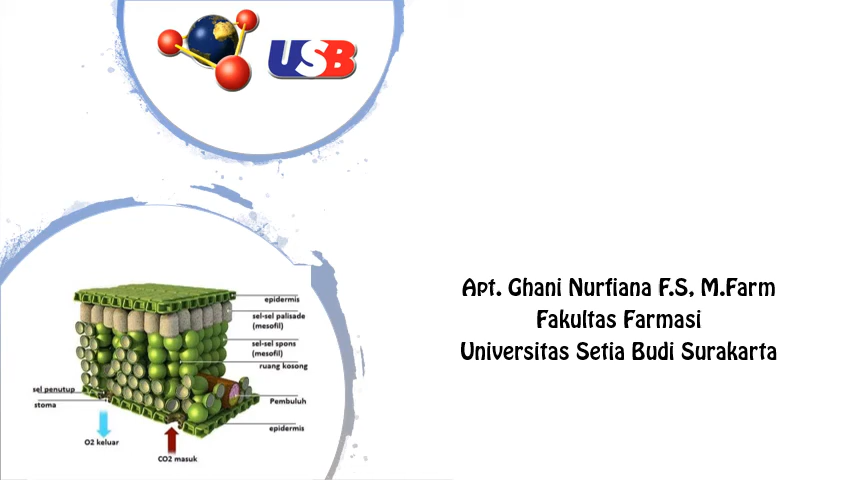 USB
epidermis
sel-sel palisade
(mesofil)
sel-sel spons
(mesofil)
ruang kosong
sel penutup
stoma
Pembuluh
epidermis
O2 keluar
CO2 masuk
Apt. Ghani Nurfiana F.S, M.Farm
Fakultas Farmasi
Universitas Setia Budi Surakarta